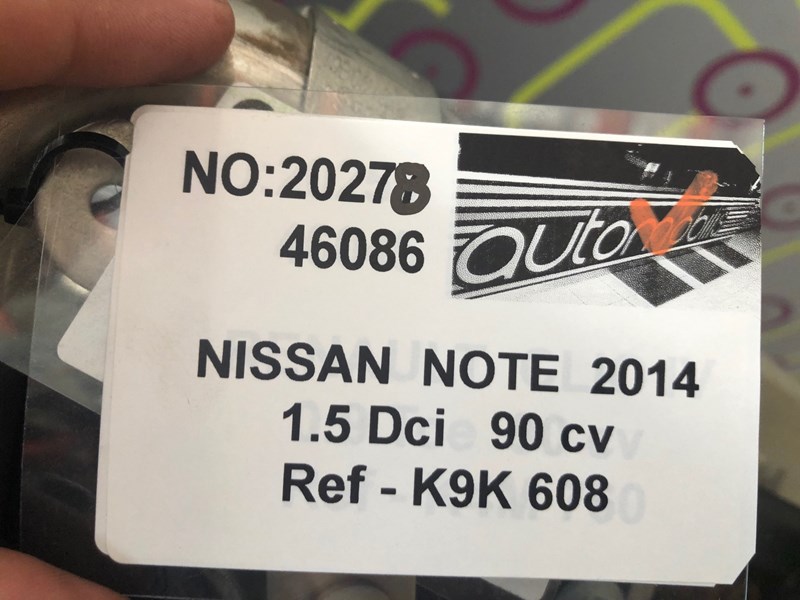 NO:20278
46086
auto
NISSAN NOTE 2014
1.5 Dci 90 cv
Ref - K9K 608